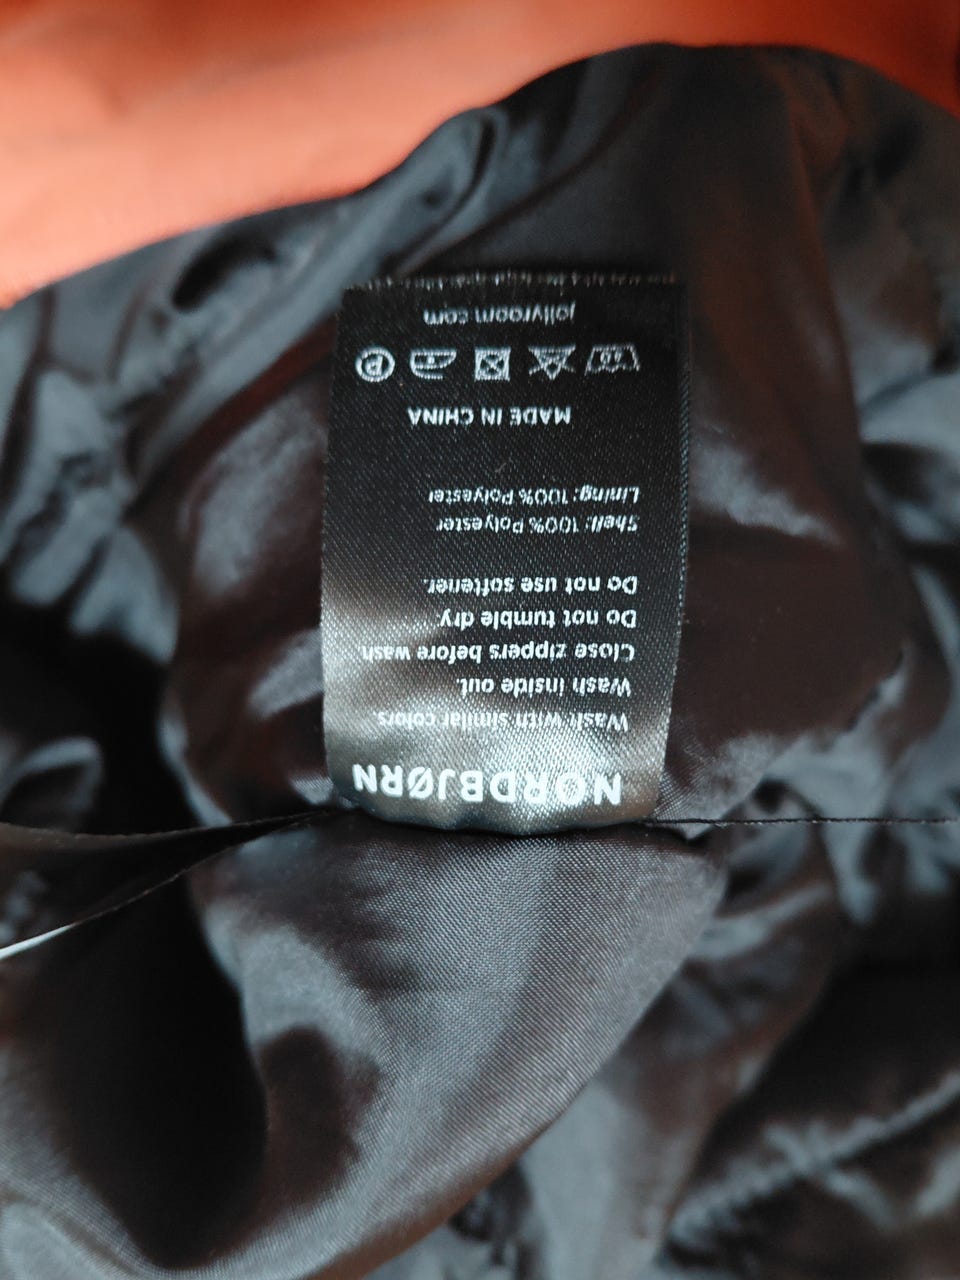 NORDBJØRN
Wash with similar colors.
Wash inside out.
Close zippers before wash
Do not tumble dry.
Do not use softener.
Shell: 100% Polyester
Lining: 100% Polyester
MADE IN CHINA
P
jollyroom.com